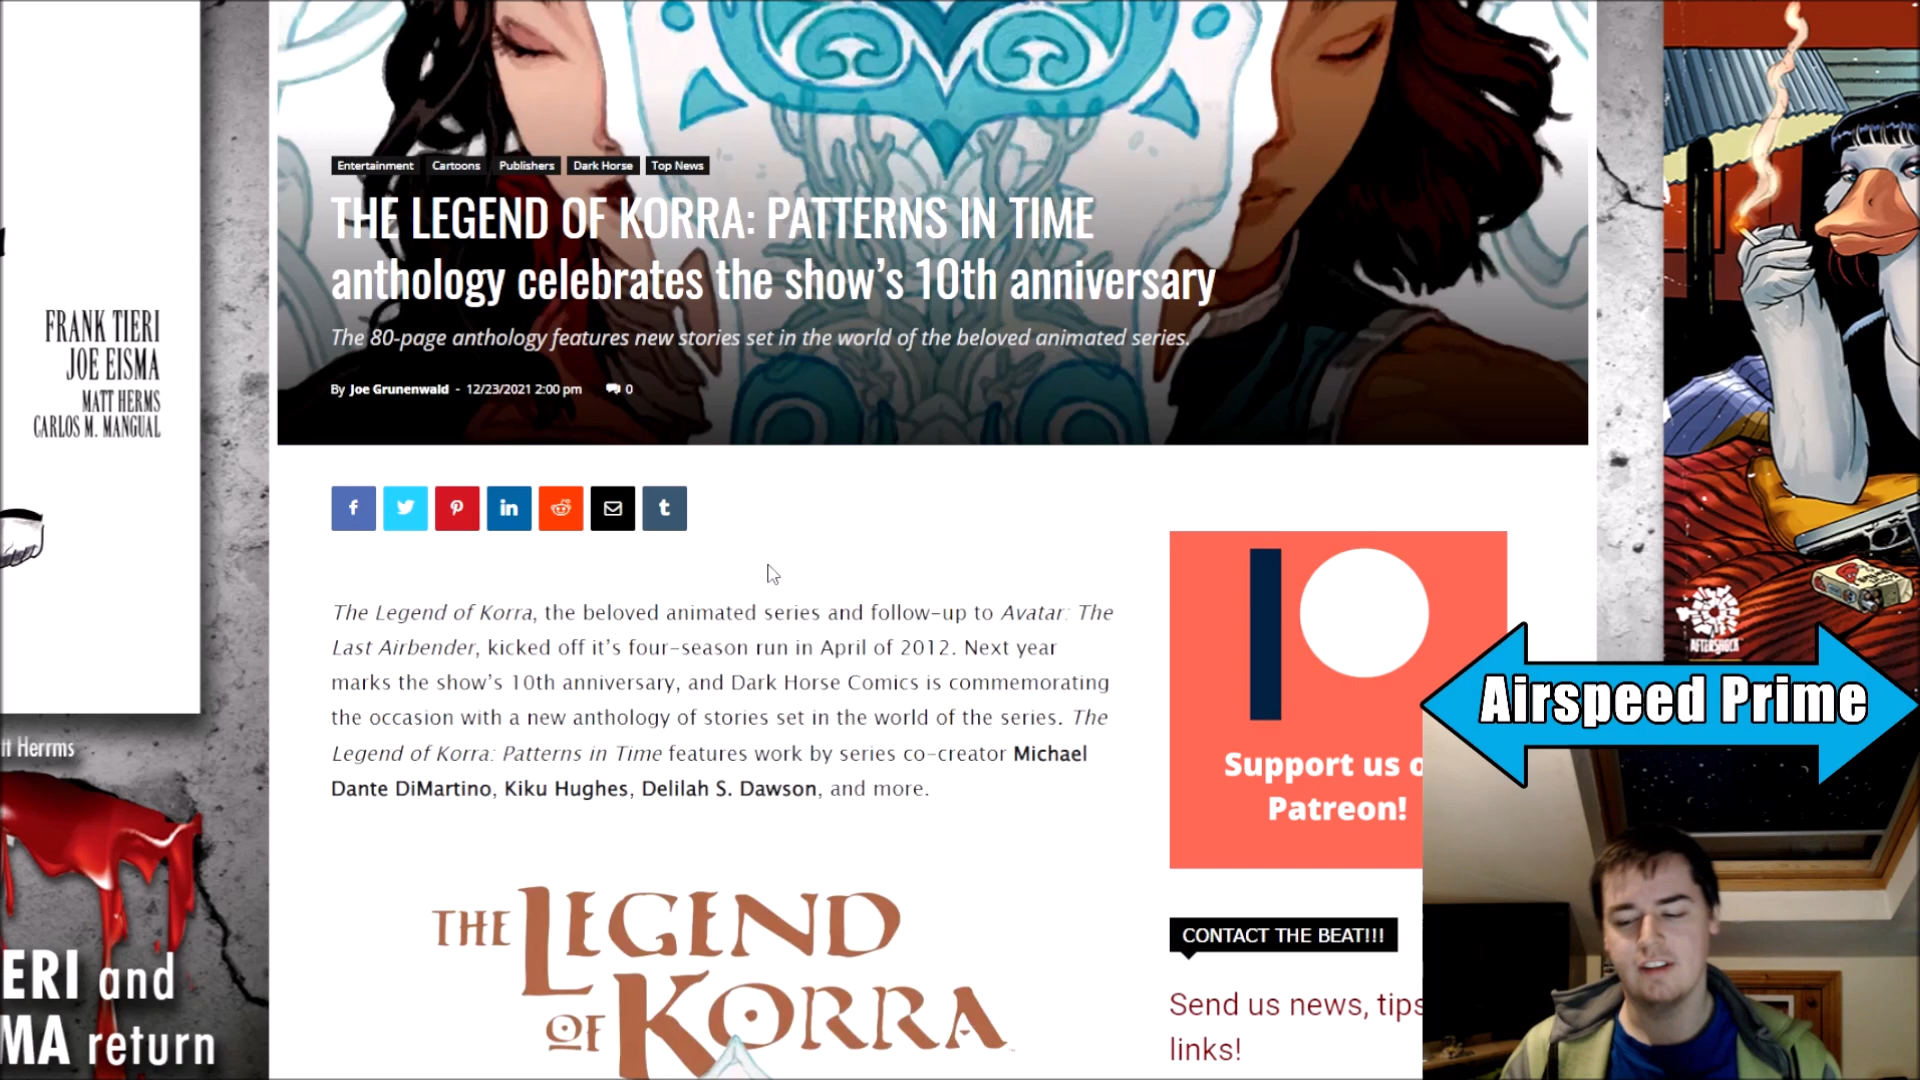 FRANK TIERI
JOE EISMA
MATT HERMS
CARLOS M. MANGUAL
tt Herrms
ERI and
MA return
Entertainment
Cartoons
Publishers
Dark Horse
Top News
THE LEGEND OF KORRA: PATTERNS IN TIME
anthology celebrates the show's 10th anniversary
The 80-page anthology features new stories set in the world of the beloved animated series.
By Joe Grunenwald - 12/23/2021 2:00 pm 0
The Legend of Korra, the beloved animated series and follow-up to Avatar: The
Last Airbender, kicked off it's four-season run in April of 2012. Next year
marks the show's 10th anniversary, and Dark Horse Comics is commemorating
the occasion with a new anthology of stories set in the world of the series. The
Legend of Korra: Patterns in Time features work by series co-creator Michael
Dante DiMartino, Kiku Hughes, Delilah S. Dawson, and more.
THE LEGEND
OF KORRA
Support us o
Patreon!
CONTACT THE BEAT!!!
Send us news, tips
links!
AFTERSHOCK
Airspeed Prime